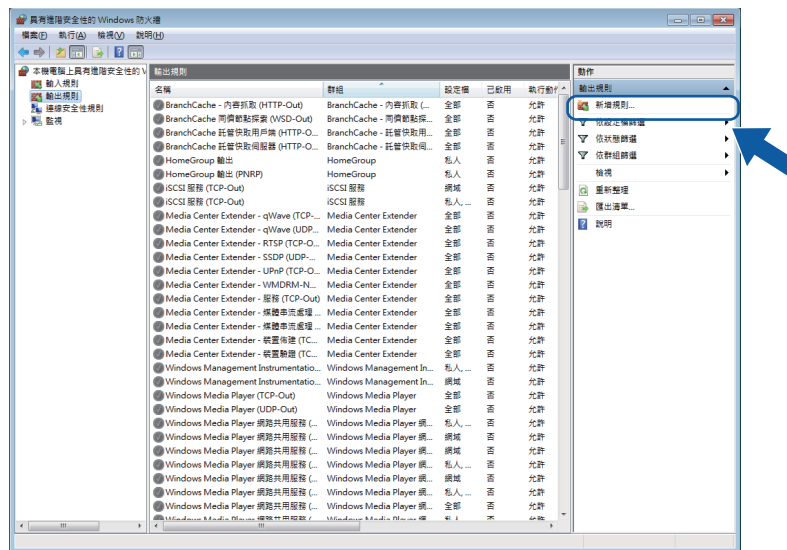 具有進階安全性的 Windows 防火牆
檔案(F) 執行(A) 檢視(V) 說明(H)
本機電腦上具有進階安全性的 W
輸入規則
輸出規則
連線安全性規則
監視
輸出規則
名稱 群組 設定檔 已啟用 執行動作
BranchCache - 內容抓取 (HTTP-Out) BranchCache - 內容抓取 (... 全部 否 允許
BranchCache 同儕節點探索 (WSD-Out) BranchCache - 同儕節點探... 全部 否 允許
BranchCache 託管快取用戶端 (HTTP-O... BranchCache - 託管快取用... 全部 否 允許
BranchCache 託管快取伺服器 (HTTP-O... BranchCache - 託管快取伺... 全部 否 允許
HomeGroup 輸出 HomeGroup 私人 否 允許
HomeGroup 輸出 (PNRP) HomeGroup 私人 否 允許
iSCSI 服務 (TCP-Out) iSCSI 服務 網域 否 允許
iSCSI 服務 (TCP-Out) iSCSI 服務 私人, ... 否 允許
Media Center Extender - qWave (TCP-... Media Center Extender 全部 否 允許
Media Center Extender - qWave (UDP... Media Center Extender 全部 否 允許
Media Center Extender - RTSP (TCP-O... Media Center Extender 全部 否 允許
Media Center Extender - SSDP (UDP-... Media Center Extender 全部 否 允許
Media Center Extender - UPnP (TCP-O... Media Center Extender 全部 否 允許
Media Center Extender - WMDRM-N... Media Center Extender 全部 否 允許
Media Center Extender - 服務 (TCP-Out) Media Center Extender 全部 否 允許
Media Center Extender - 媒體串流處理 ... Media Center Extender 全部 否 允許
Media Center Extender - 媒體串流處理 ... Media Center Extender 全部 否 允許
Media Center Extender - 裝置佈建 (TC... Media Center Extender 全部 否 允許
Media Center Extender - 裝置驗證 (TC... Media Center Extender 全部 否 允許
Windows Management Instrumentatio... Windows Management In... 私人, ... 否 允許
Windows Management Instrumentatio... Windows Management In... 網域 否 允許
Windows Media Player (TCP-Out) Windows Media Player 全部 否 允許
Windows Media Player (UDP-Out) Windows Media Player 全部 否 允許
Windows Media Player 網路共用服務 (... Windows Media Player 網... 私人, ... 否 允許
Windows Media Player 網路共用服務 (... Windows Media Player 網... 網域 否 允許
Windows Media Player 網路共用服務 (... Windows Media Player 網... 網域 否 允許
Windows Media Player 網路共用服務 (... Windows Media Player 網... 私人, ... 否 允許
Windows Media Player 網路共用服務 (... Windows Media Player 網... 網域 否 允許
Windows Media Player 網路共用服務 (... Windows Media Player 網... 私人, ... 否 允許
Windows Media Player 網路共用服務 (... Windows Media Player 網... 全部 否 允許
Windows Media Player 網路共用服務 (... Windows Media Player 網... 私人 否 允許
動作
輸出規則
新增規則...
依設定檔篩選
依狀態篩選
依群組篩選
檢視
重新整理
匯出清單...
說明